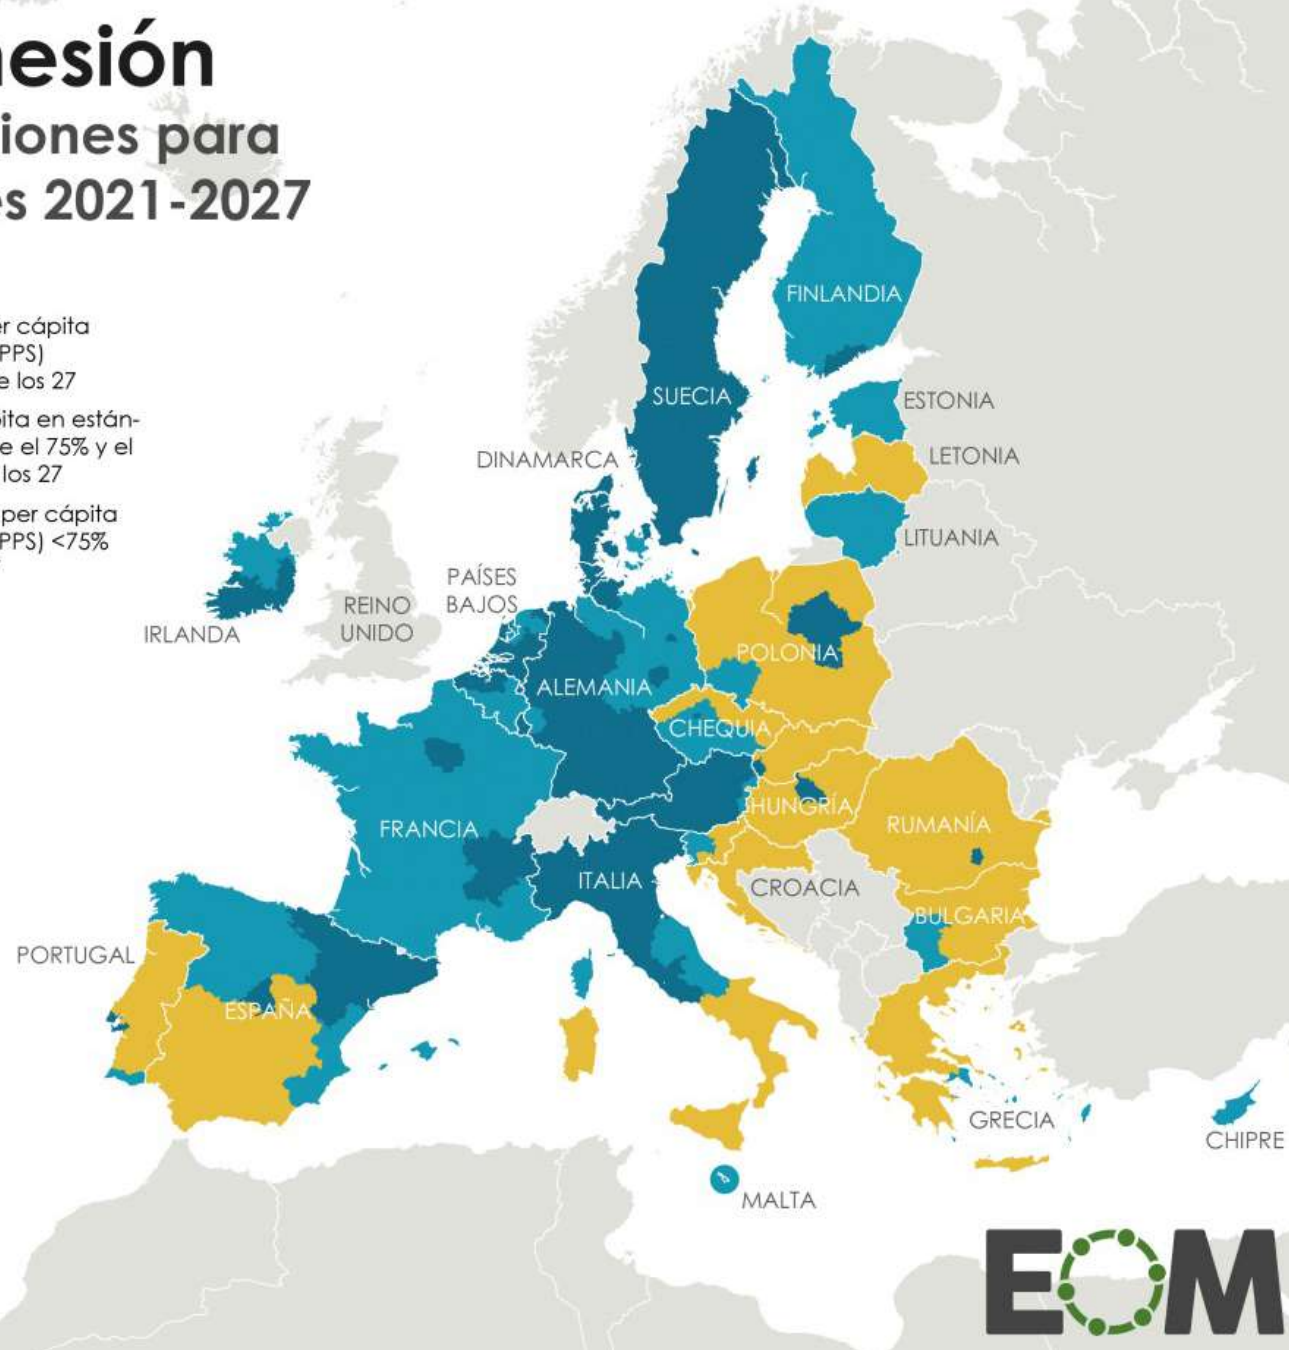 esión
iones para
s 2021-2027
r cápita
PPS)
e los 27
ita en están-
e el 75% y el
los 27
per cápita
PPS) <75%
FINLANDIA
SUECIA
ESTONIA
LETONIA
DINAMARCA
LITUANIA
PAÍSES
BAJOS
REINO
UNIDO
IRLANDA
POLONIA
ALEMANIA
CHEQUIA
HUNGRÍA
RUMANÍA
FRANCIA
ITALIA
CROACIA
BULGARIA
PORTUGAL
ESPAÑA
GRECIA
CHIPRE
MALTA
EOM